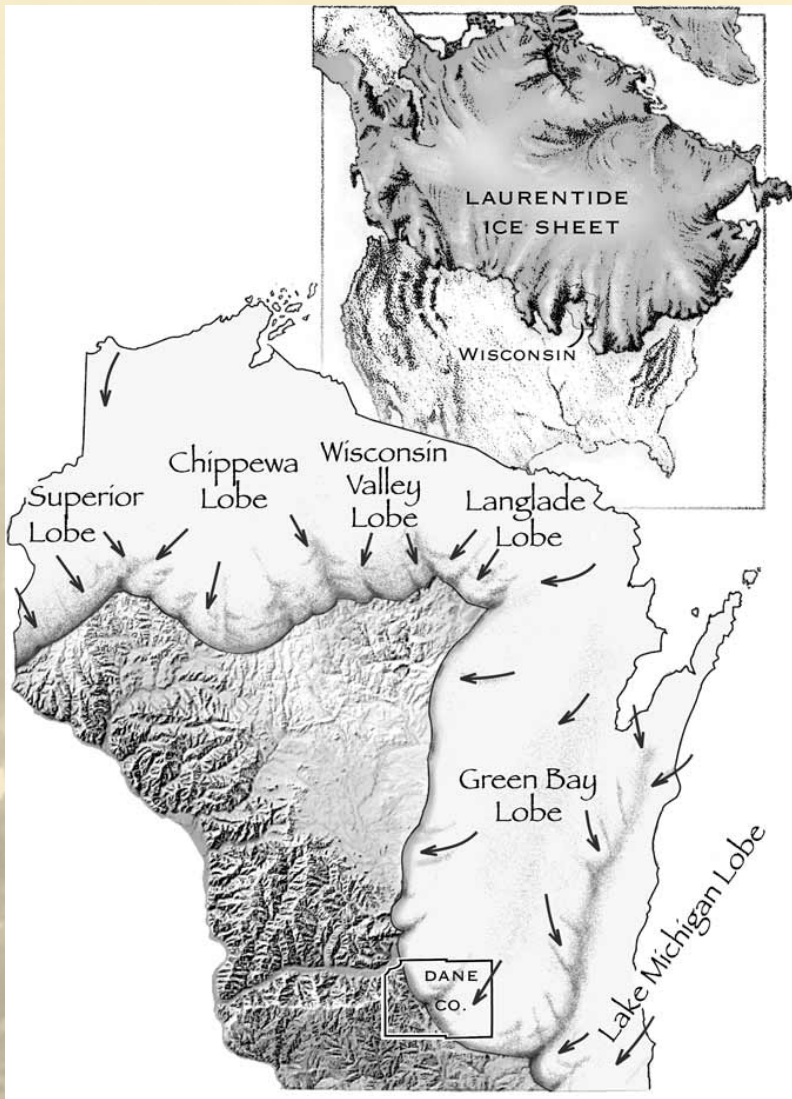 LAURENTIDE
ICE SHEET
WISCONSIN
Superior
Lobe
Chippewa
Lobe
Wisconsin
Valley
Lobe
Langlade
Lobe
Green Bay
Lobe
Lake Michigan Lobe
DANE
CO.